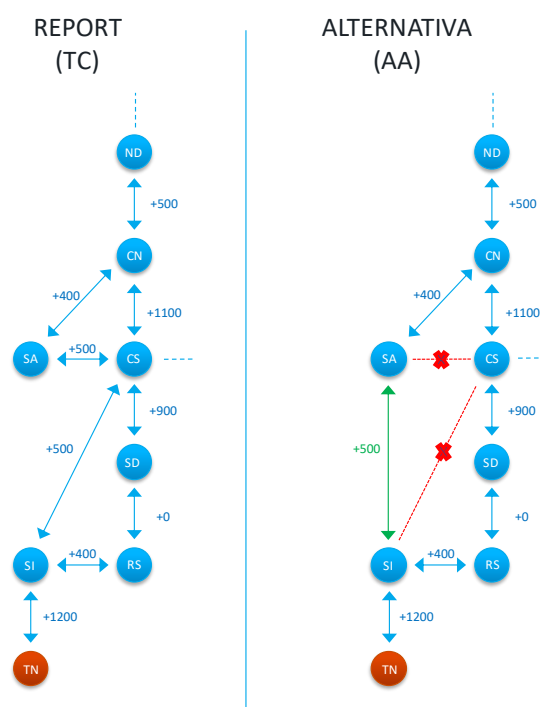 REPORT
(TC)
ND
+500
CN
+400
+1100
SA
+500
CS
+900
+500
SD
+0
SI
+400
RS
+1200
TN
ALTERNATIVA
(AA)
ND
+500
CN
+400
+1100
SA
CS
+900
+500
SD
+0
SI
+400
RS
+1200
TN